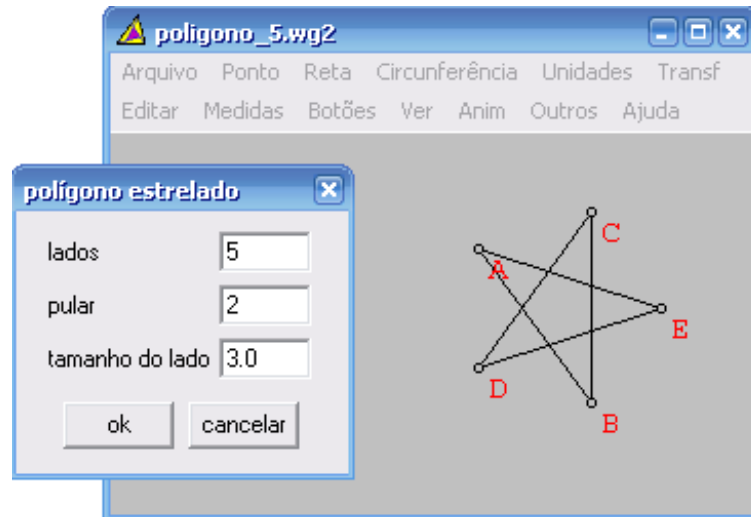 poligono_5.wg2
Arquivo Ponto Reta Circunferência Unidades Transf
Editar Medidas Botões Ver Anim Outros Ajuda
polígono estrelado
lados 5
pular 2
tamanho do lado 3.0
ok cancelar
C
A
E
D
B